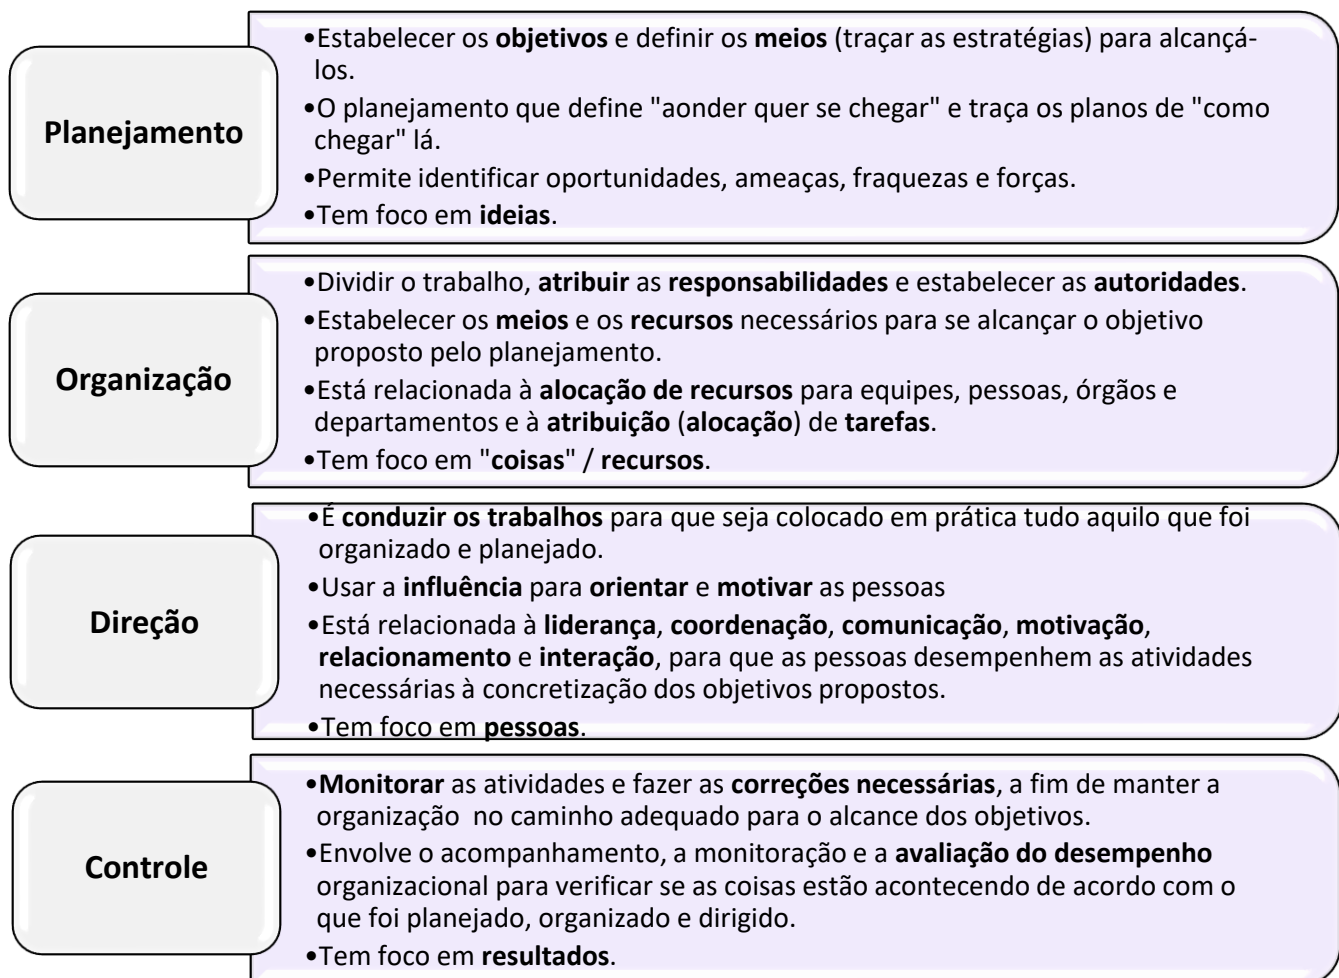 Planejamento
•Estabelecer os objetivos e definir os meios (traçar as estratégias) para alcançá-
los.
•O planejamento que define "aonder quer se chegar" e traça os planos de "como
chegar" lá.
•Permite identificar oportunidades, ameaças, fraquezas e forças.
•Tem foco em ideias.
Organização
•Dividir o trabalho, atribuir as responsabilidades e estabelecer as autoridades.
•Estabelecer os meios e os recursos necessários para se alcançar o objetivo
proposto pelo planejamento.
•Está relacionada à alocação de recursos para equipes, pessoas, órgãos e
departamentos e à atribuição (alocação) de tarefas.
•Tem foco em "coisas" / recursos.
Direção
•É conduzir os trabalhos para que seja colocado em prática tudo aquilo que foi
organizado e planejado.
•Usar a influência para orientar e motivar as pessoas
•Está relacionada à liderança, coordenação, comunicação, motivação,
relacionamento e interação, para que as pessoas desempenhem as atividades
necessárias à concretização dos objetivos propostos.
•Tem foco em pessoas.
Controle
•Monitorar as atividades e fazer as correções necessárias, a fim de manter a
organização no caminho adequado para o alcance dos objetivos.
•Envolve o acompanhamento, a monitoração e a avaliação do desempenho
organizacional para verificar se as coisas estão acontecendo de acordo com o
que foi planejado, organizado e dirigido.
•Tem foco em resultados.